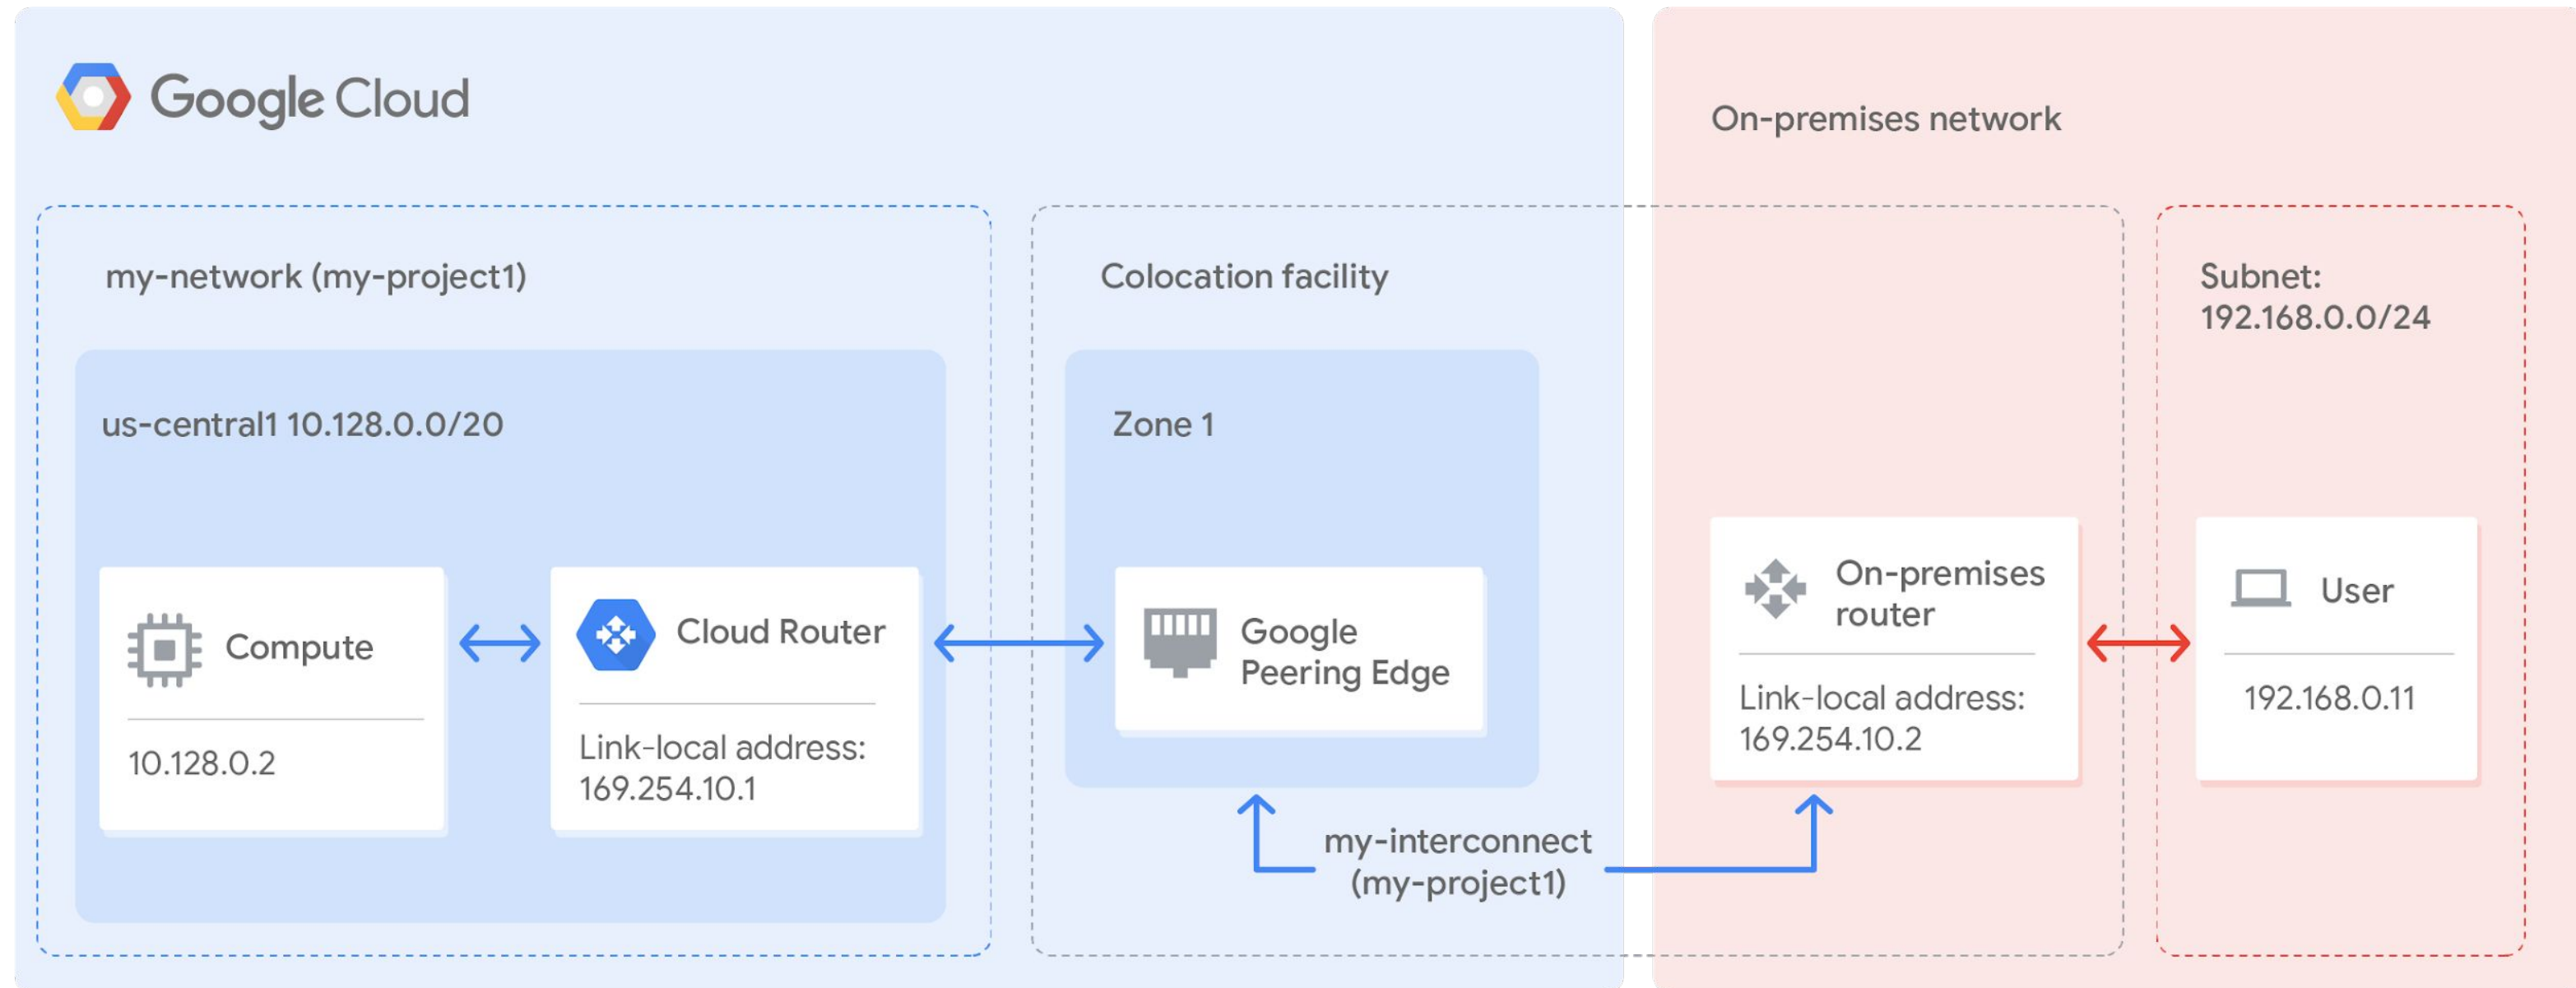 Google Cloud
On-premises network
my-network (my-project1)
Colocation facility
Subnet:
192.168.0.0/24
us-central1 10.128.0.0/20
Zone 1
Compute
10.128.0.2
Cloud Router
Link-local address:
169.254.10.1
Google
Peering Edge
On-premises
router
Link-local address:
169.254.10.2
User
192.168.0.11
my-interconnect
(my-project1)